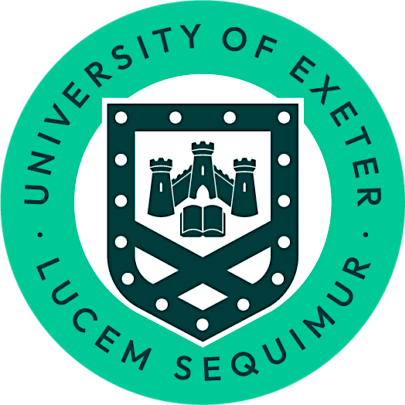 UNIVERSITY OF EXETER
· LUCEM SEQUIMUR ·